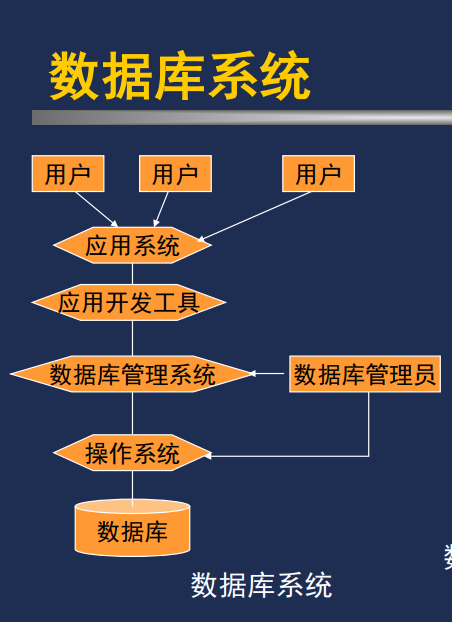 数据库系统
用户 用户 用户
应用系统
应用开发工具
数据库管理系统 数据库管理员
操作系统
数据库
数据库系统